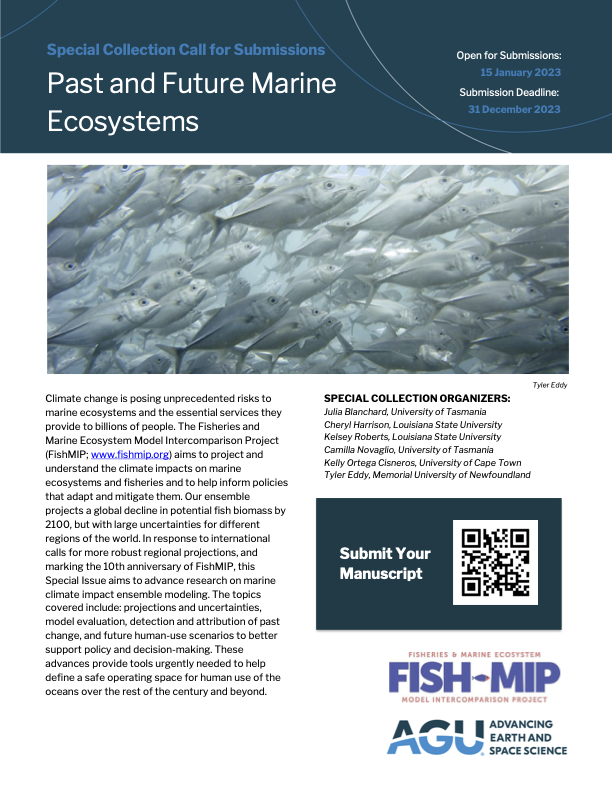 Special Collection Call for Submissions
Past and Future Marine
Ecosystems
Open for Submissions:
15 January 2023
Submission Deadline:
31 December 2023
Tyler Eddy
Climate change is posing unprecedented risks to
marine ecosystems and the essential services they
provide to billions of people. The Fisheries and
Marine Ecosystem Model Intercomparison Project
(FishMIP; www.fishmip.org) aims to project and
understand the climate impacts on marine
ecosystems and fisheries and to help inform policies
that adapt and mitigate them. Our ensemble
projects a global decline in potential fish biomass by
2100, but with large uncertainties for different
regions of the world. In response to international
calls for more robust regional projections, and
marking the 10th anniversary of FishMIP, this
Special Issue aims to advance research on marine
climate impact ensemble modeling. The topics
covered include: projections and uncertainties,
model evaluation, detection and attribution of past
change, and future human-use scenarios to better
support policy and decision-making. These
advances provide tools urgently needed to help
define a safe operating space for human use of the
oceans over the rest of the century and beyond.
SPECIAL COLLECTION ORGANIZERS:
Julia Blanchard, University of Tasmania
Cheryl Harrison, Louisiana State University
Kelsey Roberts, Louisiana State University
Camilla Novaglio, University of Tasmania
Kelly Ortega Cisneros, University of Cape Town
Tyler Eddy, Memorial University of Newfoundland
Submit Your
Manuscript
FISHERIES & MARINE ECOSYSTEM
FISH-MIP
MODEL INTERCOMPARISON PROJECT
AGU
ADVANCING
EARTH AND
SPACE SCIENCE